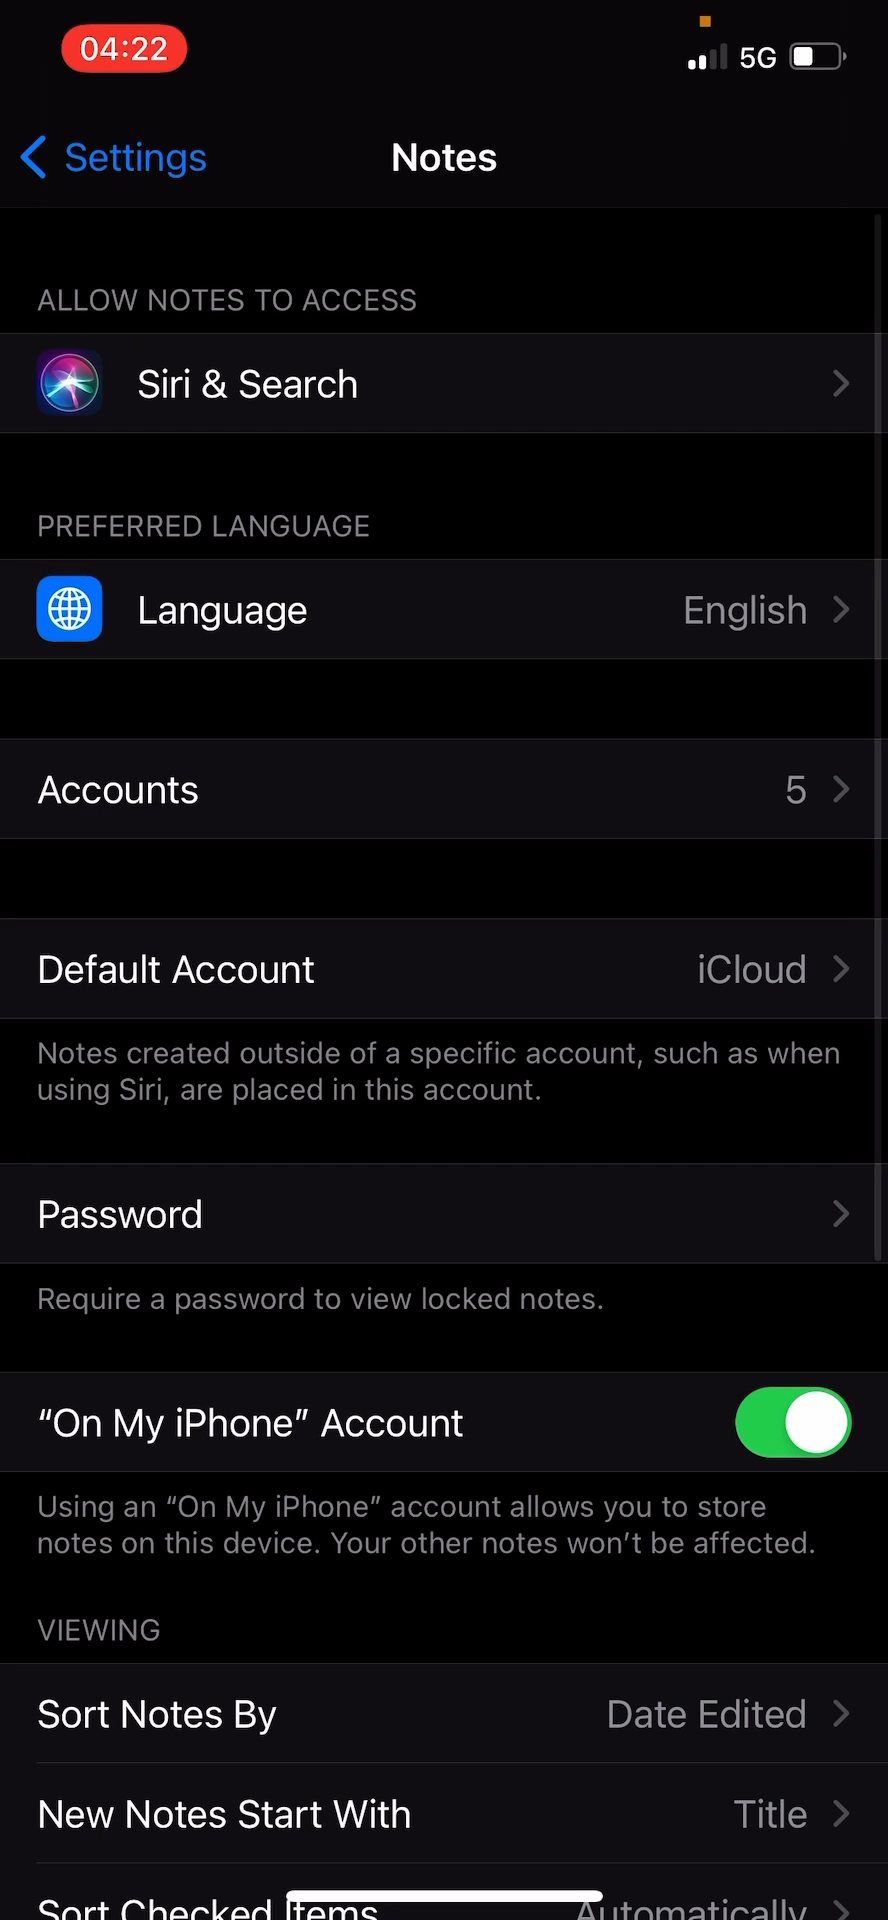 04:22
5G
Settings
Notes
ALLOW NOTES TO ACCESS
Siri & Search
PREFERRED LANGUAGE
Language English
Accounts 5
Default Account iCloud
Notes created outside of a specific account, such as when
using Siri, are placed in this account.
Password
Require a password to view locked notes.
“On My iPhone” Account
Using an “On My iPhone” account allows you to store
notes on this device. Your other notes won’t be affected.
VIEWING
Sort Notes By Date Edited
New Notes Start With Title
Sort Checked Items Automatically